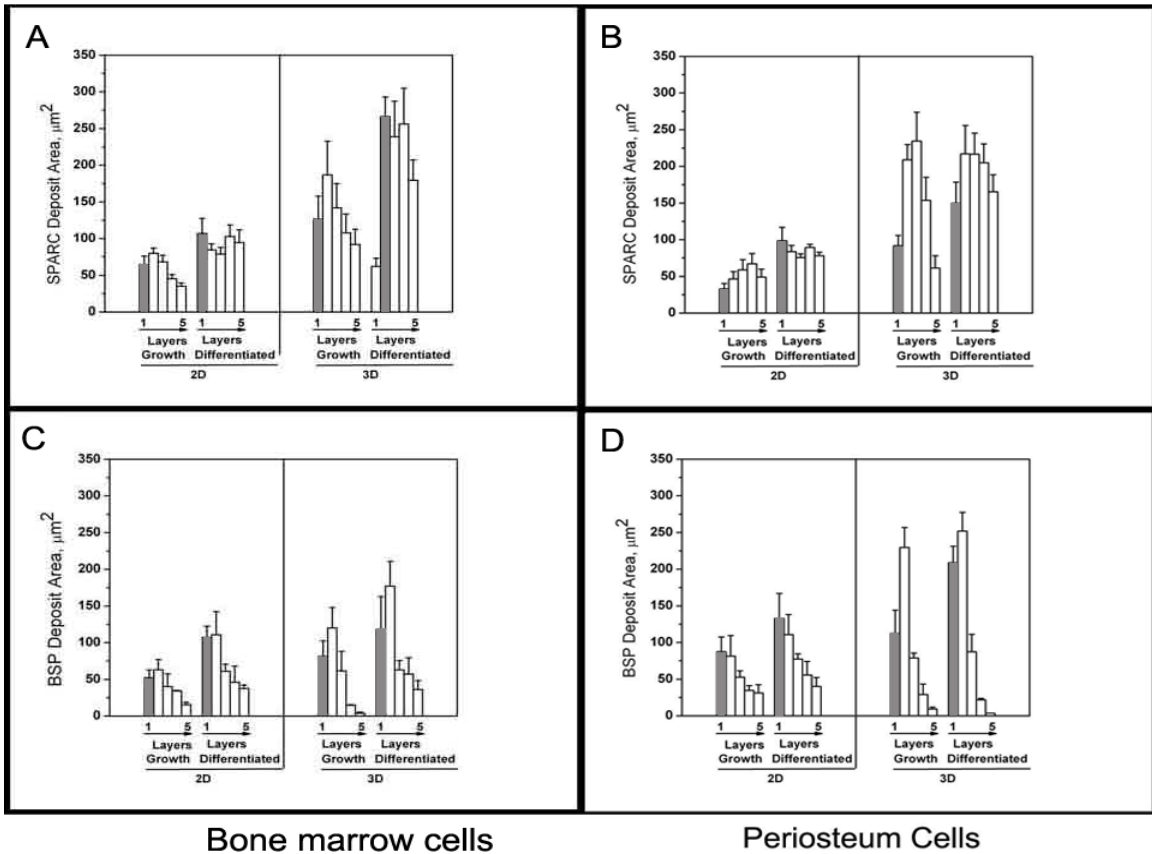 A
SPARC Deposit Area, μm²
350
300
250
200
150
100
50
0
1 5 1 5 1 5 1 5
Layers Layers Layers Layers
Growth Differentiated Growth Differentiated
2D 3D
B
SPARC Deposit Area, μm²
350
300
250
200
150
100
50
0
1 5 1 5 1 5 1 5
Layers Layers Layers Layers
Growth Differentiated Growth Differentiated
2D 3D
C
BSP Deposit Area, μm²
350
300
250
200
150
100
50
0
1 5 1 5 1 5 1 5
Layers Layers Layers Layers
Growth Differentiated Growth Differentiated
2D 3D
D
BSP Deposit Area, μm²
350
300
250
200
150
100
50
0
1 5 1 5 1 5 1 5
Layers Layers Layers Layers
Growth Differentiated Growth Differentiated
2D 3D
Bone marrow cells
Periosteum Cells